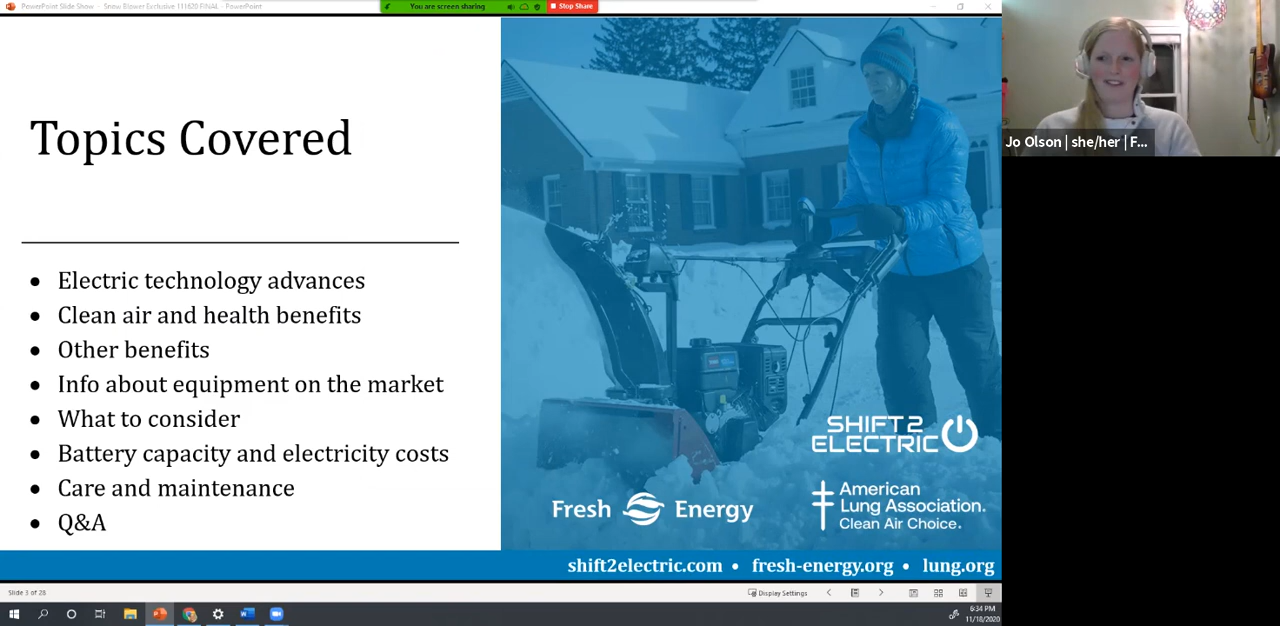 PowerPoint Slide Show - Snow Blower Exclusive 111820 FINAL - PowerPoint
You are screen sharing
Stop Share
Topics Covered
• Electric technology advances
• Clean air and health benefits
• Other benefits
• Info about equipment on the market
• What to consider
• Battery capacity and electricity costs
• Care and maintenance
• Q&A
SHIFT2
ELECTRIC
Fresh Energy
American
Lung Association.
Clean Air Choice.
shift2electric.com • fresh-energy.org • lung.org
Jo Olson | she/her | F...
Slide 3 of 28
Display Settings
6:34 PM
11/18/2020